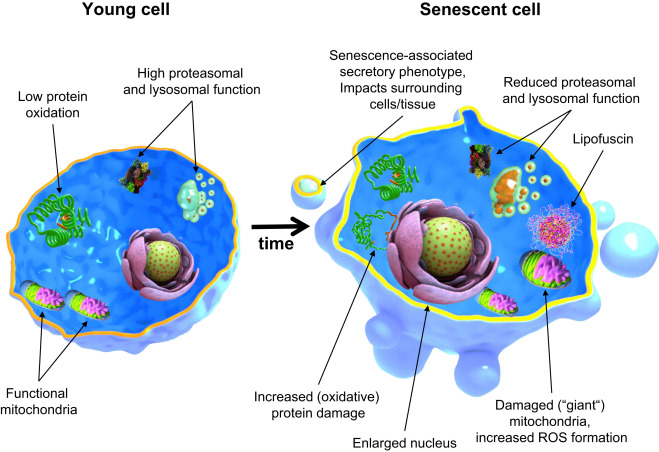 Young cell
Senescent cell
High proteasomal
and lysosomal function
Low protein
oxidation
Functional
mitochondria
time
Senescence-associated
secretory phenotype,
Impacts surrounding
cells/tissue
Reduced proteasomal
and lysosomal function
Lipofuscin
Increased (oxidative)
protein damage
Enlarged nucleus
Damaged (“giant“)
mitochondria,
increased ROS formation